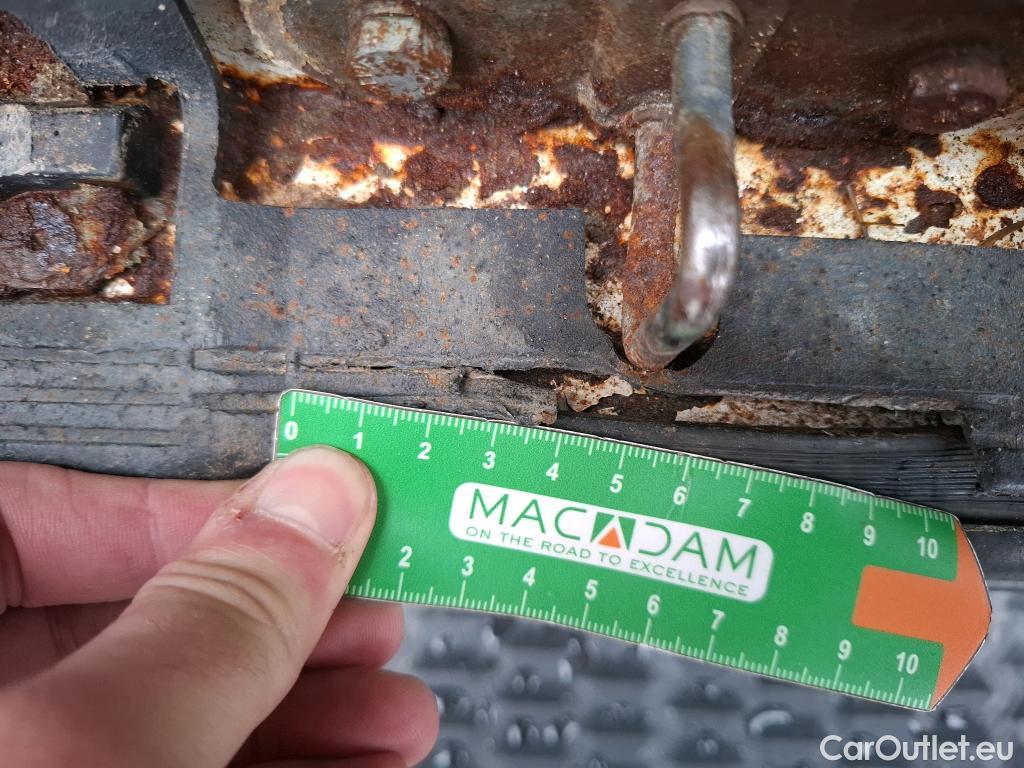 0 1 2 3 4 5 6 7 8 9 10
MACADAM
ON THE ROAD TO EXCELLENCE
2 3 4 5 6 7 8 9 10
CarOutlet.eu